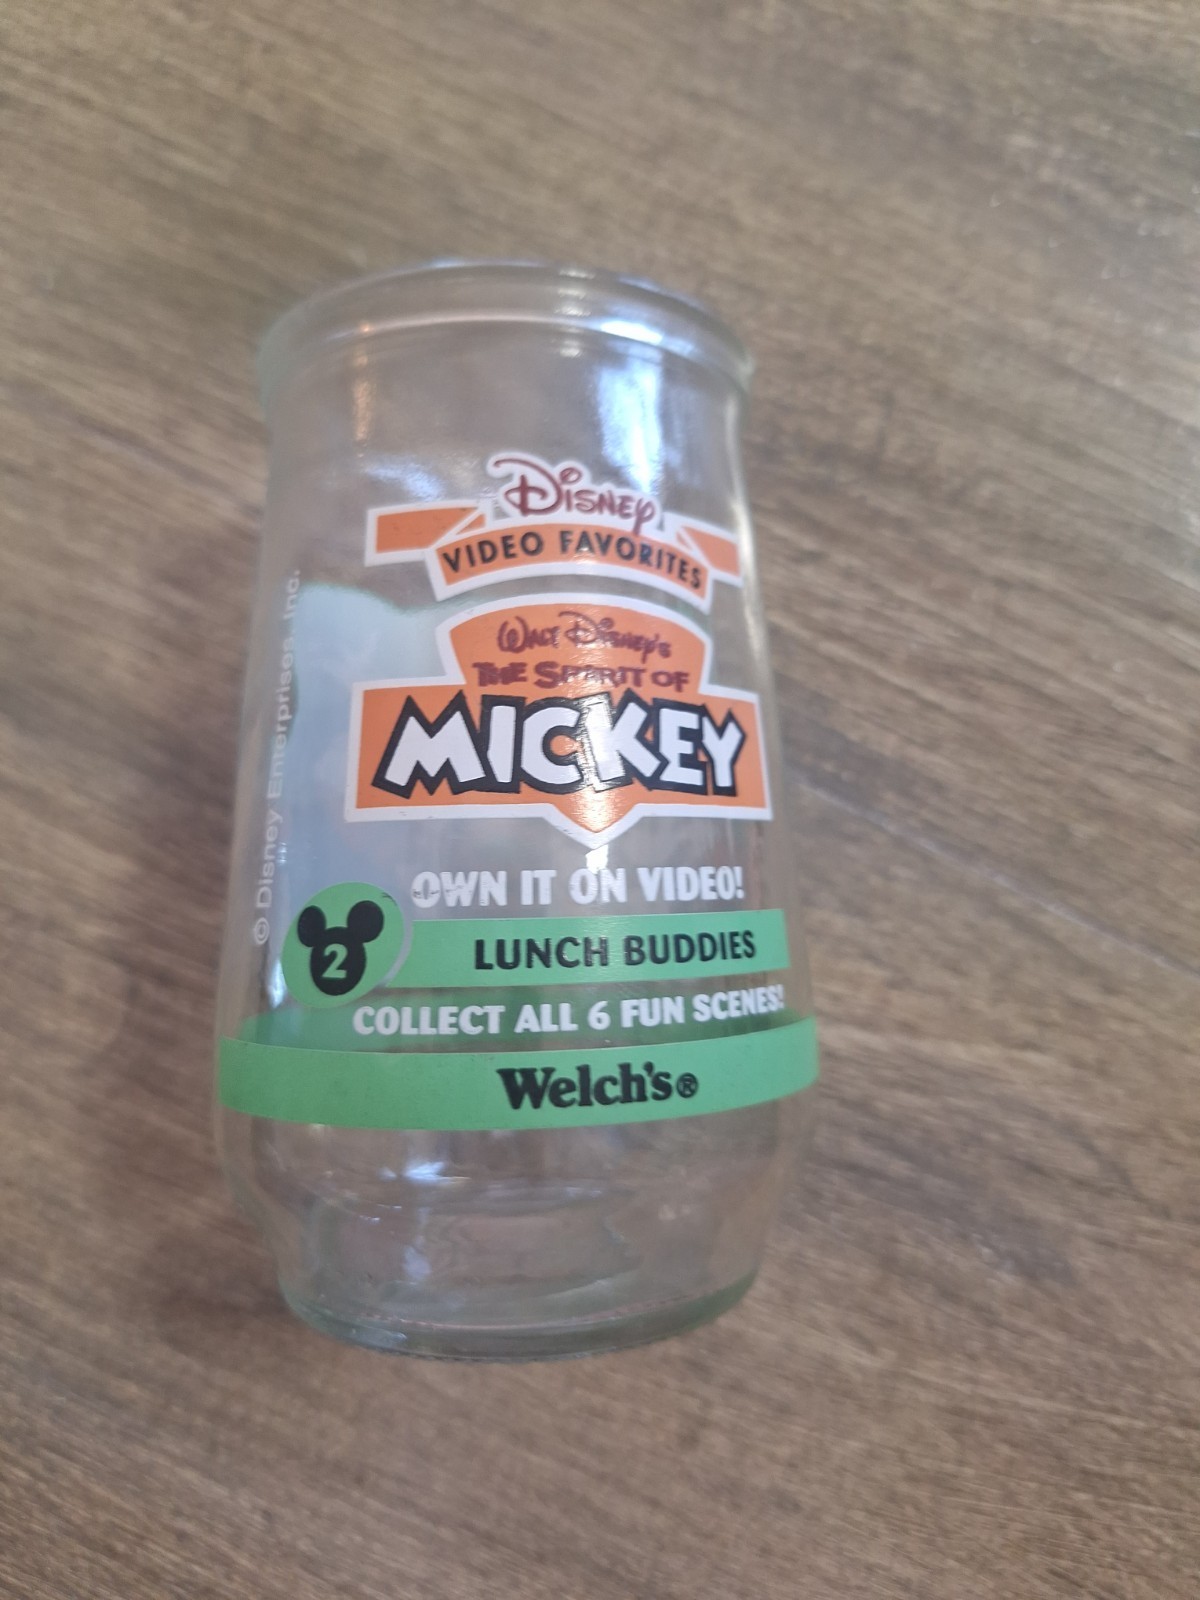 Disney
VIDEO FAVORITES
Walt Disney's
THE SPIRIT OF
MICKEY
OWN IT ON VIDEO!
2
LUNCH BUDDIES
COLLECT ALL 6 FUN SCENES!
Welch's®
© Disney Enterprises, Inc.